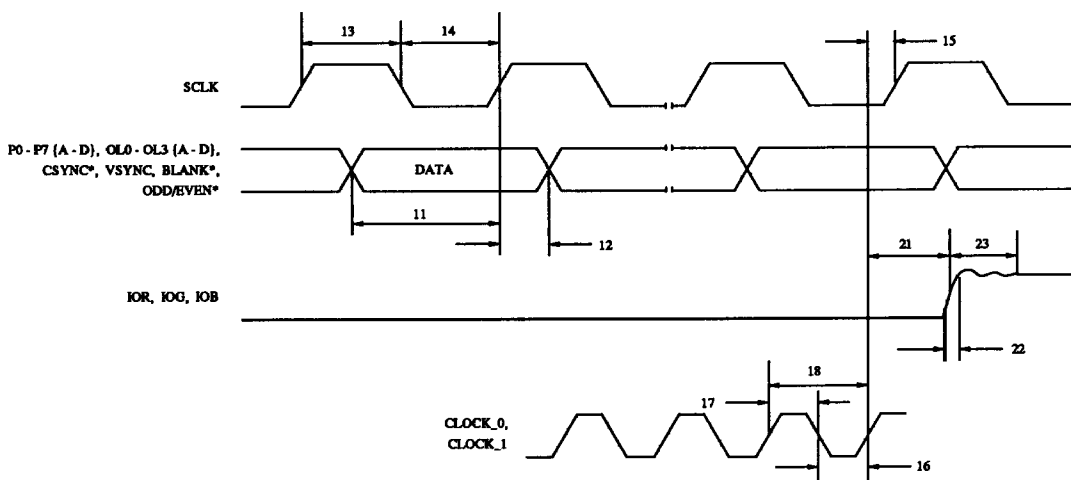 13
14
15
SCLK
P0 - P7 {A - D}, OL0 - OL3 {A - D},
CSYNC*, VSYNC, BLANK*,
ODD/EVEN*
DATA
11
12
21
23
IOR, IOG, IOB
22
18
17
CLOCK_0,
CLOCK_1
16